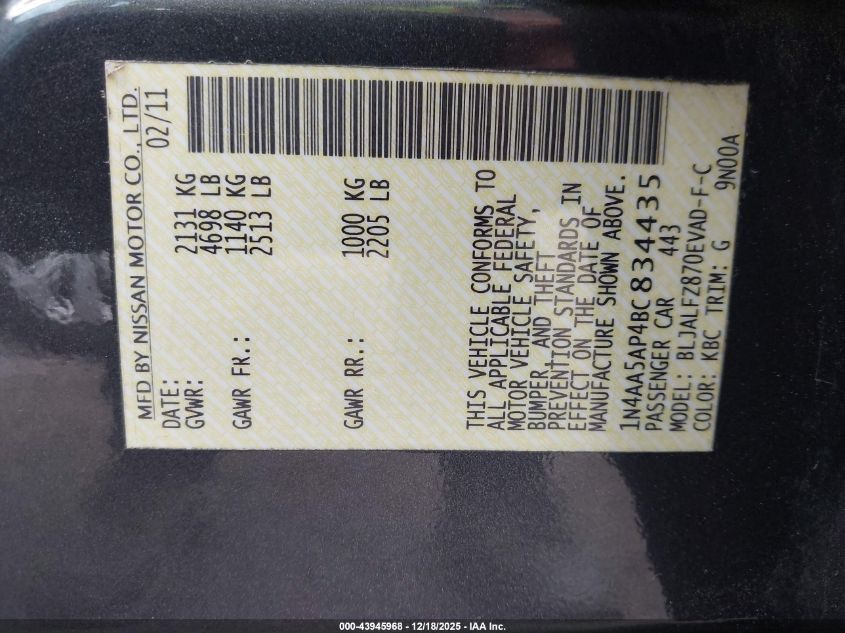 MFD BY NISSAN MOTOR CO., LTD.
DATE: 02/11
GVWR: 2131 KG
4698 LB
GAWR FR.: 1140 KG
2513 LB
GAWR RR.: 1000 KG
2205 LB
THIS VEHICLE CONFORMS TO
ALL APPLICABLE FEDERAL
MOTOR VEHICLE SAFETY,
BUMPER, AND THEFT
PREVENTION STANDARDS IN
EFFECT ON THE DATE OF
MANUFACTURE SHOWN ABOVE.
1N4AA5AP4BC834435
PASSENGER CAR 443
MODEL: BLJALFZ870EVAD-F-C
COLOR: KBC TRIM: G 9N00A
000-43945968 - 12/18/2025 - IAA Inc.